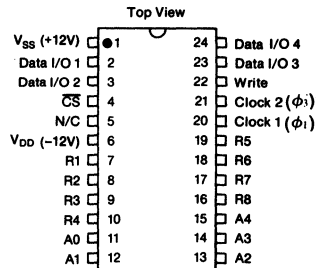 Top View
V_SS (+12V) 1 24 Data I/O 4
Data I/O 1 2 23 Data I/O 3
Data I/O 2 3 22 Write
C̅S̅ 4 21 Clock 2 (ϕ3)
N/C 5 20 Clock 1 (ϕ1)
V_DD (−12V) 6 19 R5
R1 7 18 R6
R2 8 17 R7
R3 9 16 R8
R4 10 15 A4
A0 11 14 A3
A1 12 13 A2